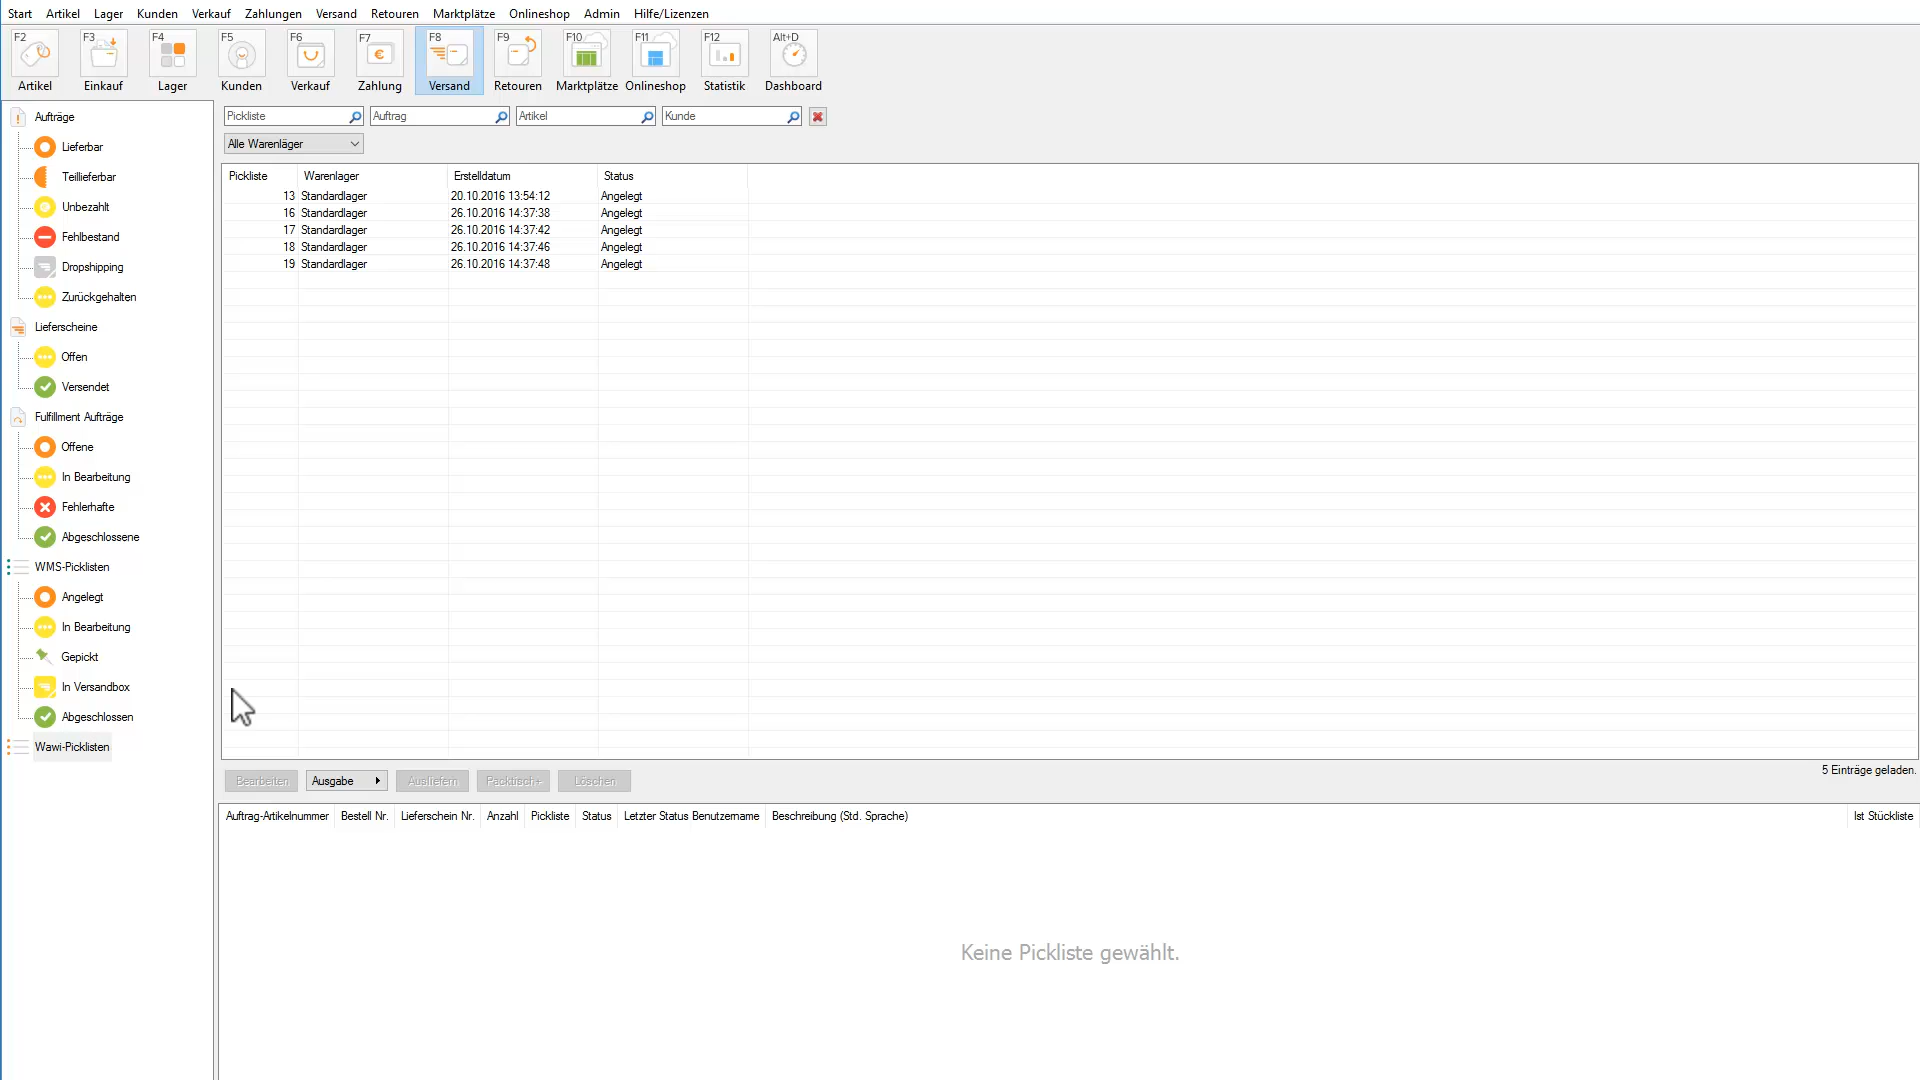 Start Artikel Lager Kunden Verkauf Zahlungen Versand Retouren Marktplätze Onlineshop Admin Hilfe/Lizenzen
F2 F3 F4 F5 F6 F7 F8 F9 F10 F11 F12 Alt+D
Artikel Einkauf Lager Kunden Verkauf Zahlung Versand Retouren Marktplätze Onlineshop Statistik Dashboard
Aufträge
Lieferbar
Teillieferbar
Unbezahlt
Fehlbestand
Dropshipping
Zurückgehalten
Lieferscheine
Offen
Versendet
Fulfillment Aufträge
Offene
In Bearbeitung
Fehlerhafte
Abgeschlossene
WMS-Picklisten
Angelegt
In Bearbeitung
Gepickt
In Versandbox
Abgeschlossen
Wawi-Picklisten
Pickliste Auftrag Artikel Kunde
Alle Warenläger
Pickliste Warenlager Erstelldatum Status
13 Standardlager 20.10.2016 13:54:12 Angelegt
16 Standardlager 26.10.2016 14:37:38 Angelegt
17 Standardlager 26.10.2016 14:37:42 Angelegt
18 Standardlager 26.10.2016 14:37:46 Angelegt
19 Standardlager 26.10.2016 14:37:48 Angelegt
5 Einträge geladen.
Bearbeiten Ausgabe Ausliefern Packtisch+ Löschen
Auftrag-Artikelnummer Bestell Nr. Lieferschein Nr. Anzahl Pickliste Status Letzter Status Benutzername Beschreibung (Std. Sprache) Ist Stückliste
Keine Pickliste gewählt.